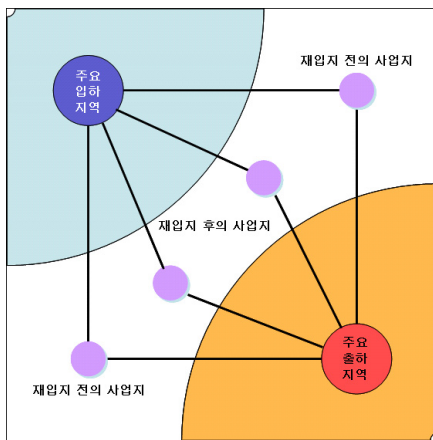 재입지 전의 사업지
주요
입하
지역
재입지 후의 사업지
주요
출하
지역
재입지 전의 사업지